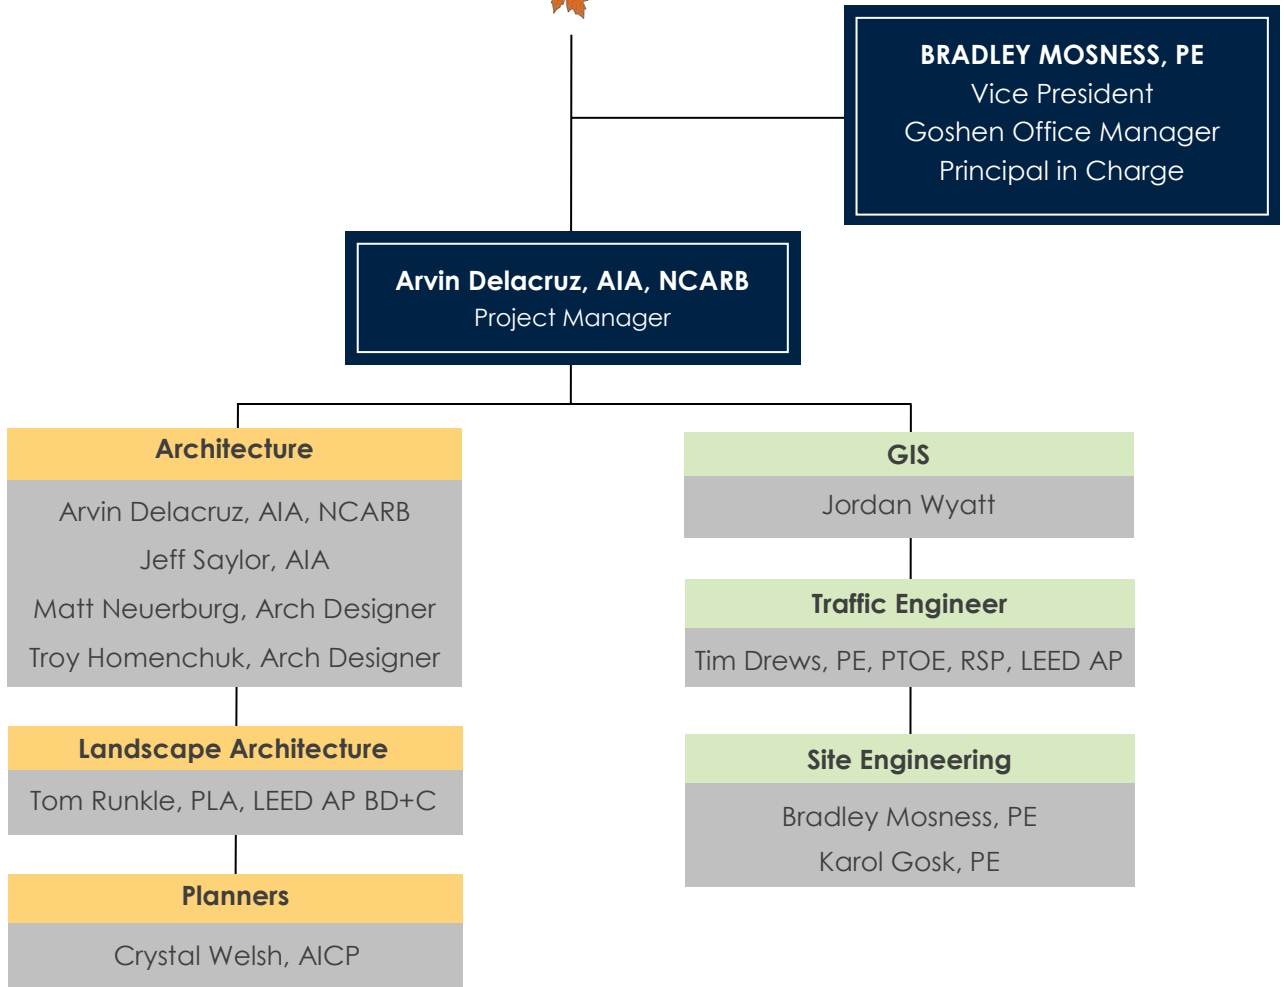 BRADLEY MOSNESS, PE
Vice President
Goshen Office Manager
Principal in Charge
Arvin Delacruz, AIA, NCARB
Project Manager
Architecture
Arvin Delacruz, AIA, NCARB
Jeff Saylor, AIA
Matt Neuerburg, Arch Designer
Troy Homenchuk, Arch Designer
Landscape Architecture
Tom Runkle, PLA, LEED AP BD+C
Planners
Crystal Welsh, AICP
GIS
Jordan Wyatt
Traffic Engineer
Tim Drews, PE, PTOE, RSP, LEED AP
Site Engineering
Bradley Mosness, PE
Karol Gosk, PE